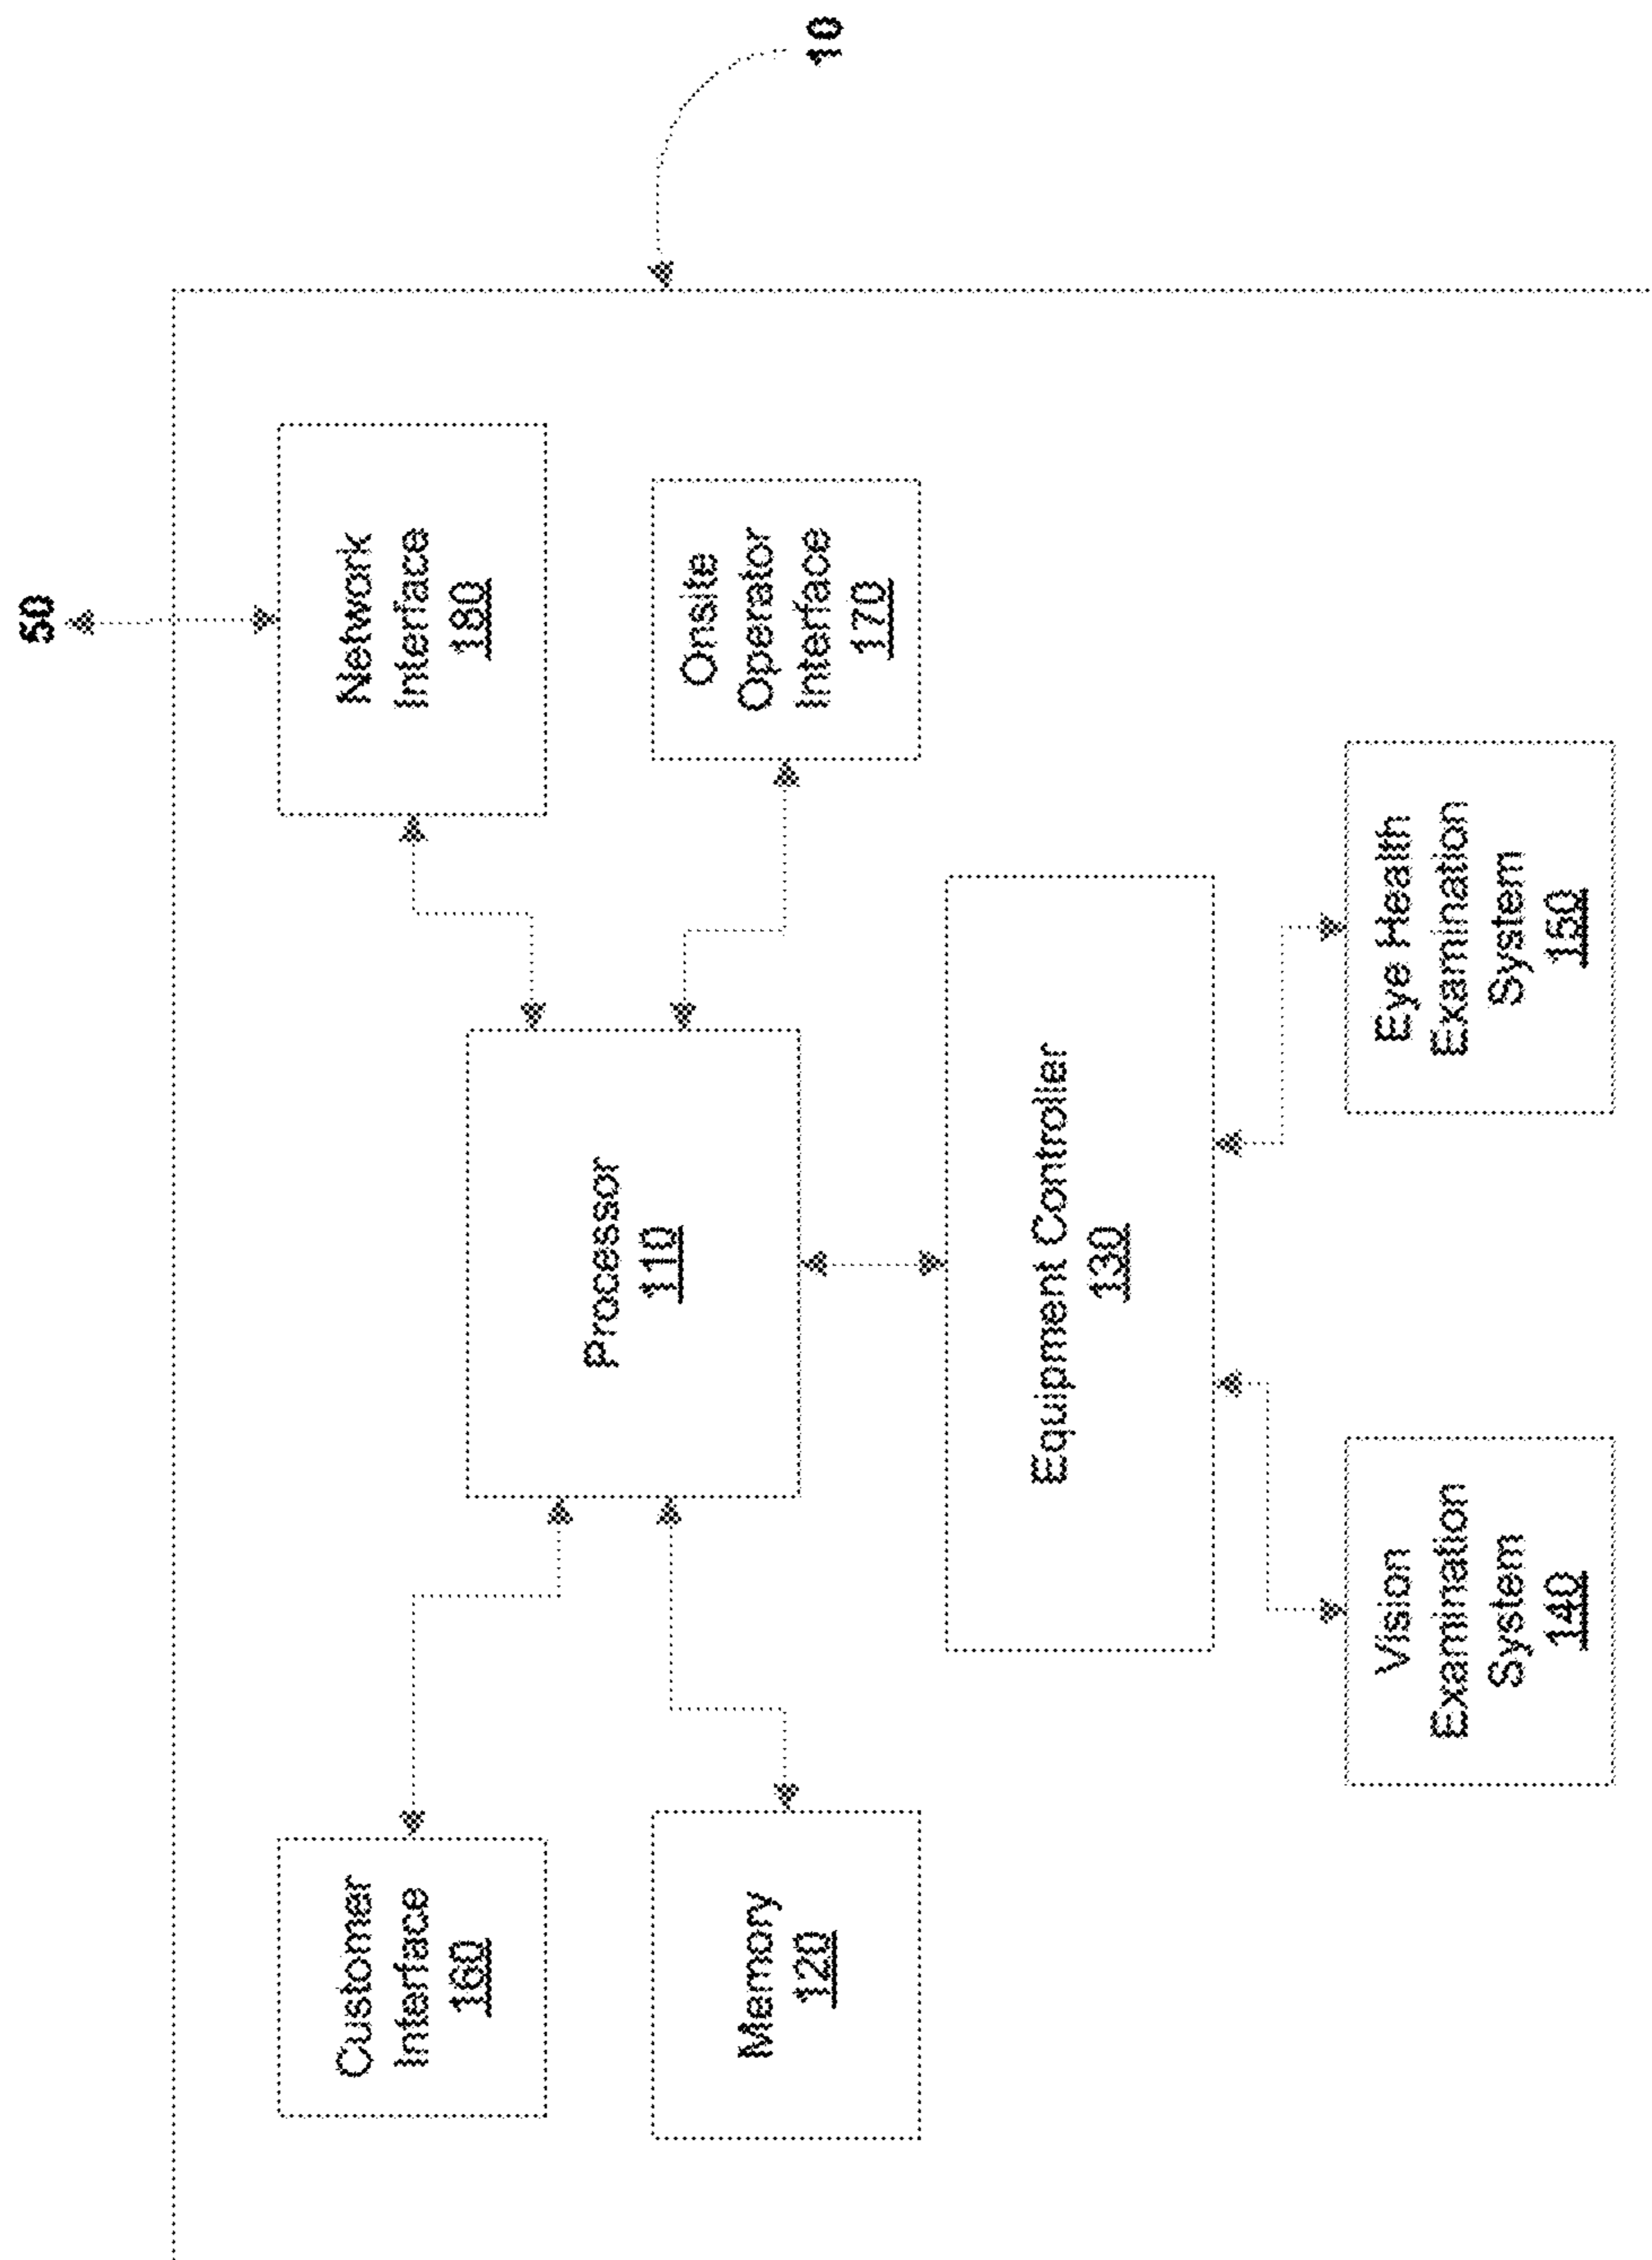 50
10
Customer
Interface
160
Network
Interface
180
Processor
110
Memory
120
Onsite
Operator
Interface
170
Equipment Controller
130
Vision
Examination
System
140
Eye Health
Examination
System
150